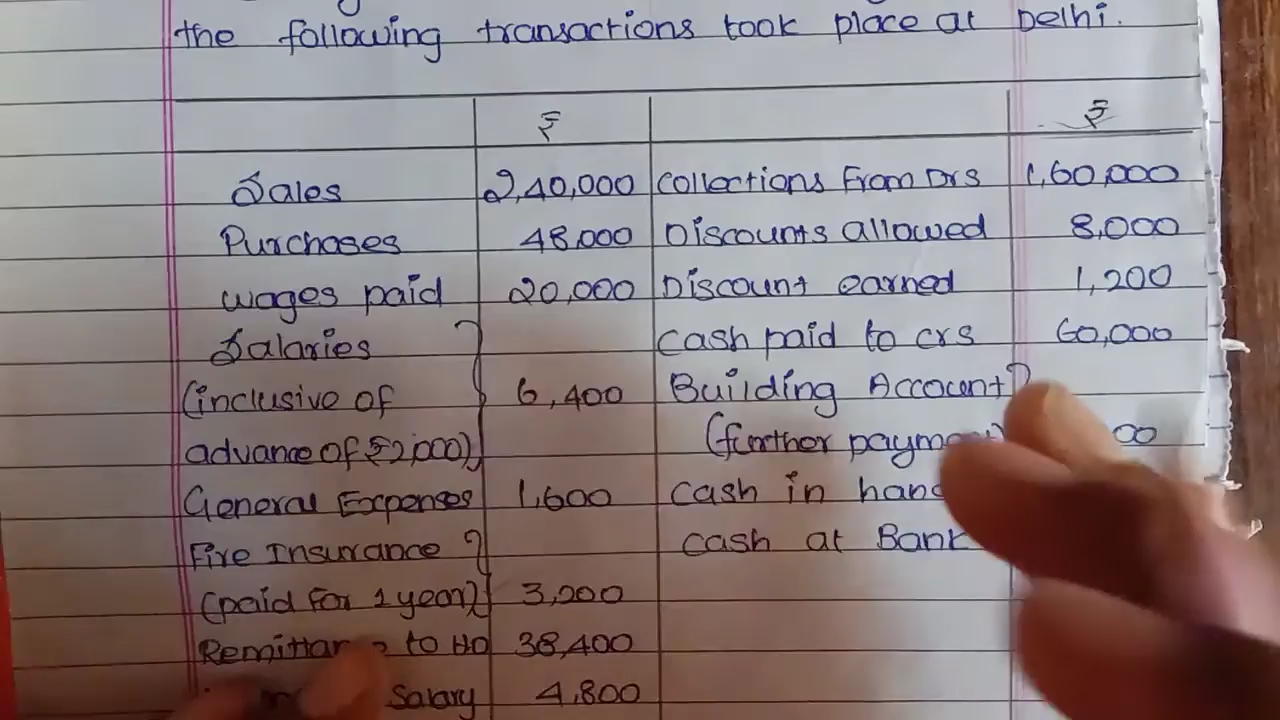 the following transactions took place at Delhi.
₹ ₹
Sales 2,40,000 Collections From Drs 1,60,000
Purchases 48,000 Discounts allowed 8,000
wages paid 20,000 Discount earned 1,200
Salaries cash paid to crs 60,000
(inclusive of 6,400 Building Account
advance of ₹2,000) (further payment)
General Expenses 1,600 cash in
Fire Insurance cash at Bank
(paid for 1 year) 3,200
Remittance to HO 38,400
Salary 4,800